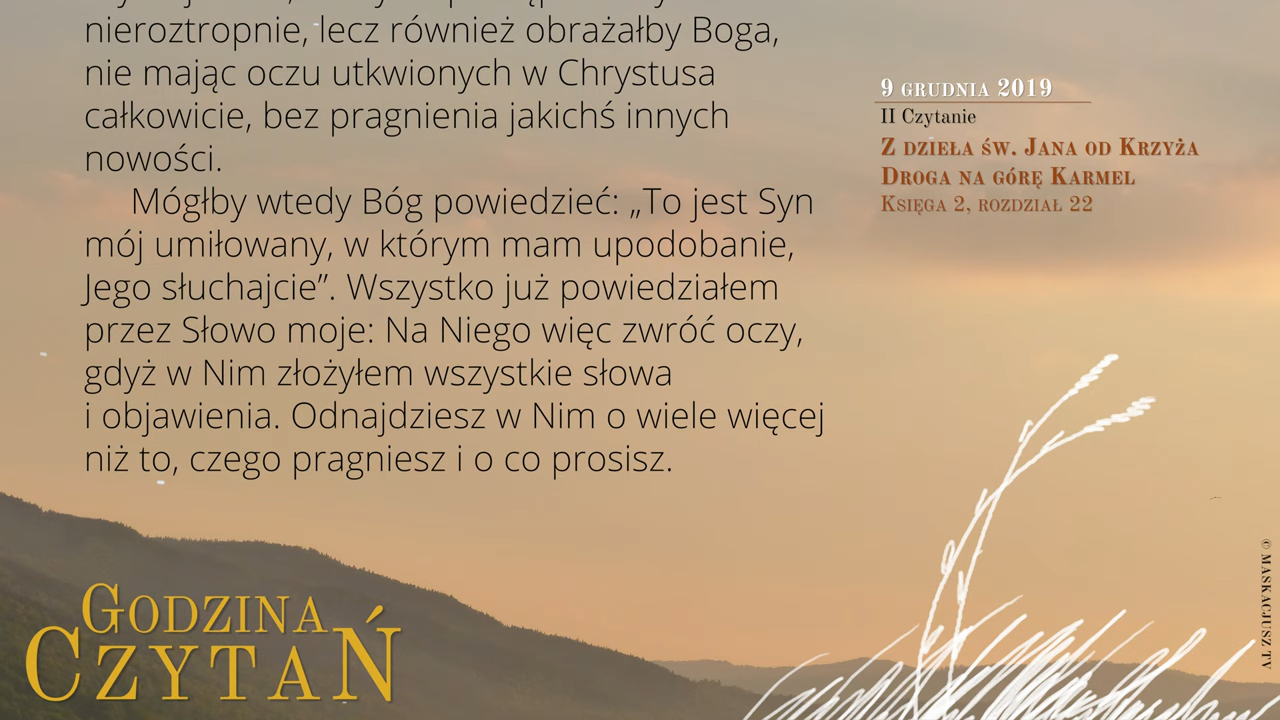 nieroztropnie, lecz również obrażałby Boga,
nie mając oczu utkwionych w Chrystusa
całkowicie, bez pragnienia jakichś innych
nowości.
Mógłby wtedy Bóg powiedzieć: „To jest Syn
mój umiłowany, w którym mam upodobanie,
Jego słuchajcie”. Wszystko już powiedziałem
przez Słowo moje: Na Niego więc zwróć oczy,
gdyż w Nim złożyłem wszystkie słowa
i objawienia. Odnajdziesz w Nim o wiele więcej
niż to, czego pragniesz i o co prosisz.
9 grudnia 2019
II Czytanie
Z dzieła św. Jana od Krzyża
Droga na górę Karmel
Księga 2, rozdział 22
Godzina
Czytań
© Maskacjusz TV